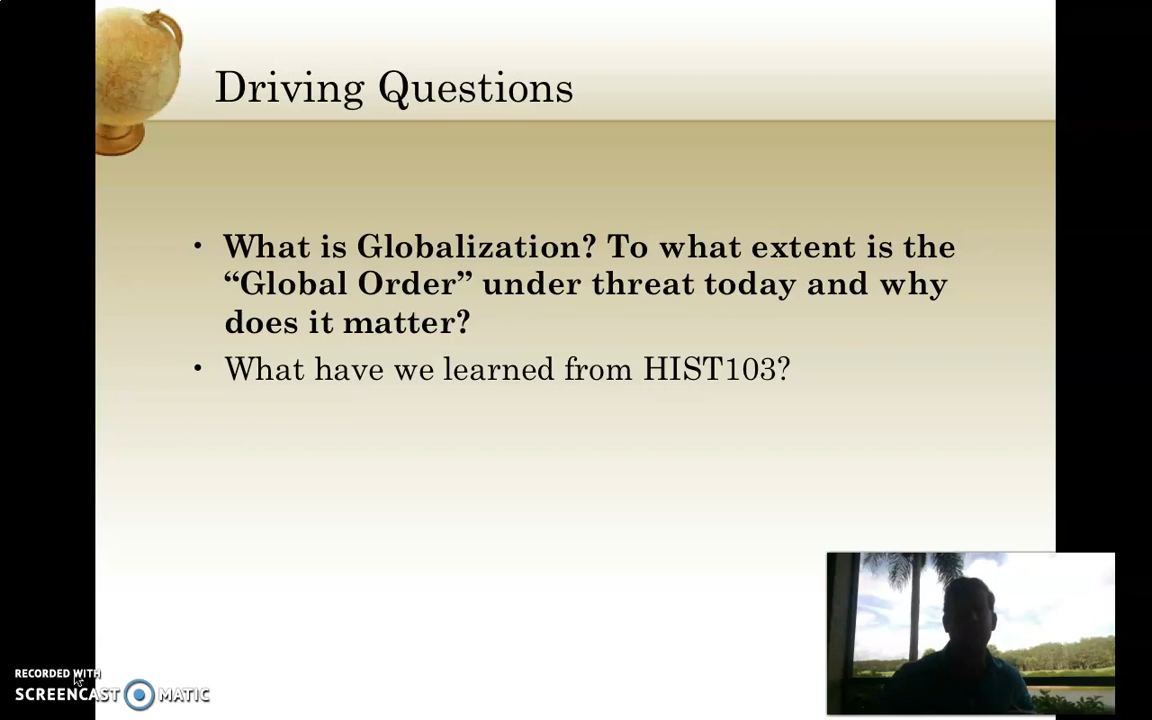 Driving Questions
• What is Globalization? To what extent is the
“Global Order” under threat today and why
does it matter?
• What have we learned from HIST103?
RECORDED WITH
SCREENCAST MATIC